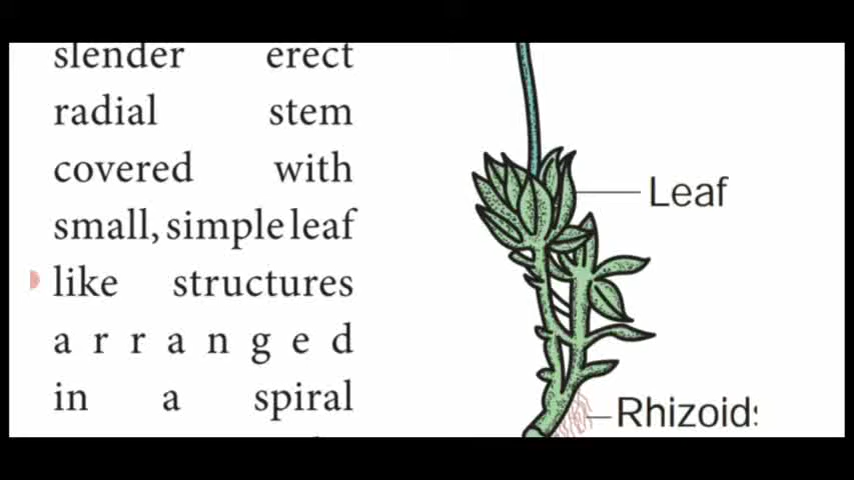 slender erect
radial stem
covered with
small, simple leaf
like structures
arranged
in a spiral
Leaf
Rhizoids